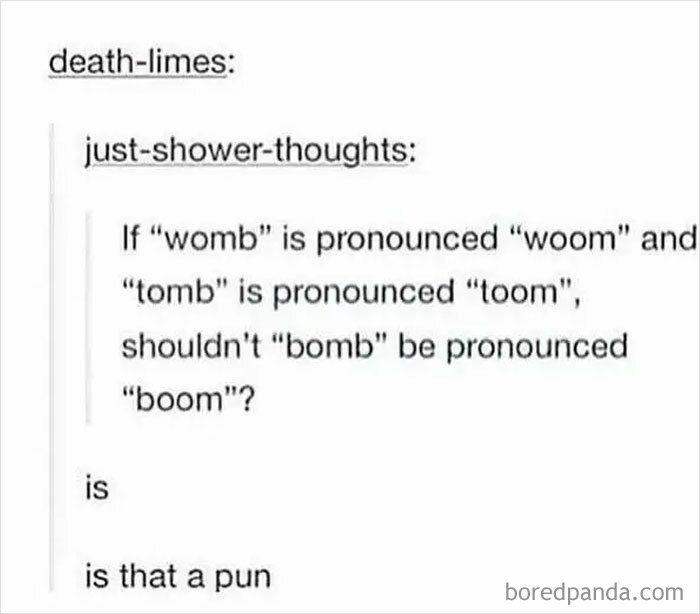 death-limes:
just-shower-thoughts:
If “womb” is pronounced “woom” and
“tomb” is pronounced “toom”,
shouldn't “bomb” be pronounced
“boom”?
is
is that a pun
boredpanda.com